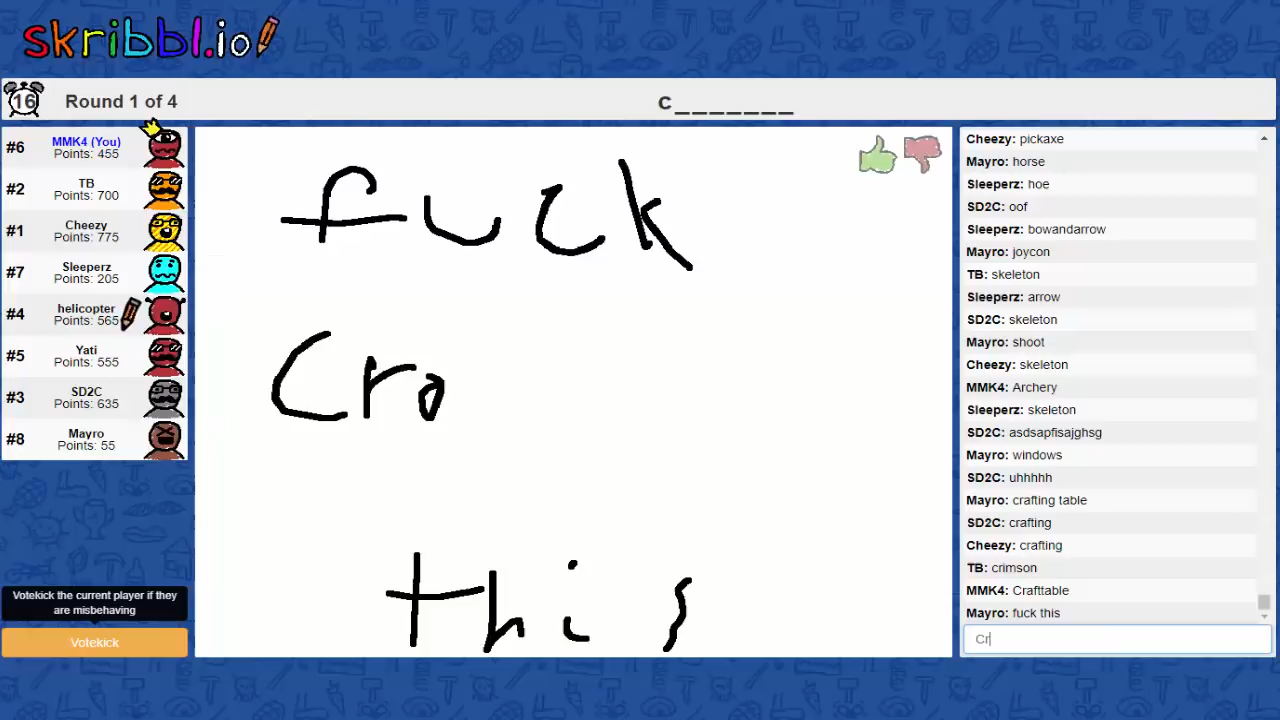 skribbl.io
16
Round 1 of 4
C_______
#6
MMK4 (You)
Points: 455
#2
TB
Points: 700
#1
Cheezy
Points: 775
#7
Sleeperz
Points: 205
#4
helicopter
Points: 565
#5
Yati
Points: 555
#3
SD2C
Points: 635
#8
Mayro
Points: 55
Votekick the current player if they
are misbehaving
Votekick
fuck
Cro
this
Cheezy: pickaxe
Mayro: horse
Sleeperz: hoe
SD2C: oof
Sleeperz: bowandarrow
Mayro: joycon
TB: skeleton
Sleeperz: arrow
SD2C: skeleton
Mayro: shoot
Cheezy: skeleton
MMK4: Archery
Sleeperz: skeleton
SD2C: asdsapfisajghsg
Mayro: windows
SD2C: uhhhhh
Mayro: crafting table
SD2C: crafting
Cheezy: crafting
TB: crimson
MMK4: Crafttable
Mayro: fuck this
Cr